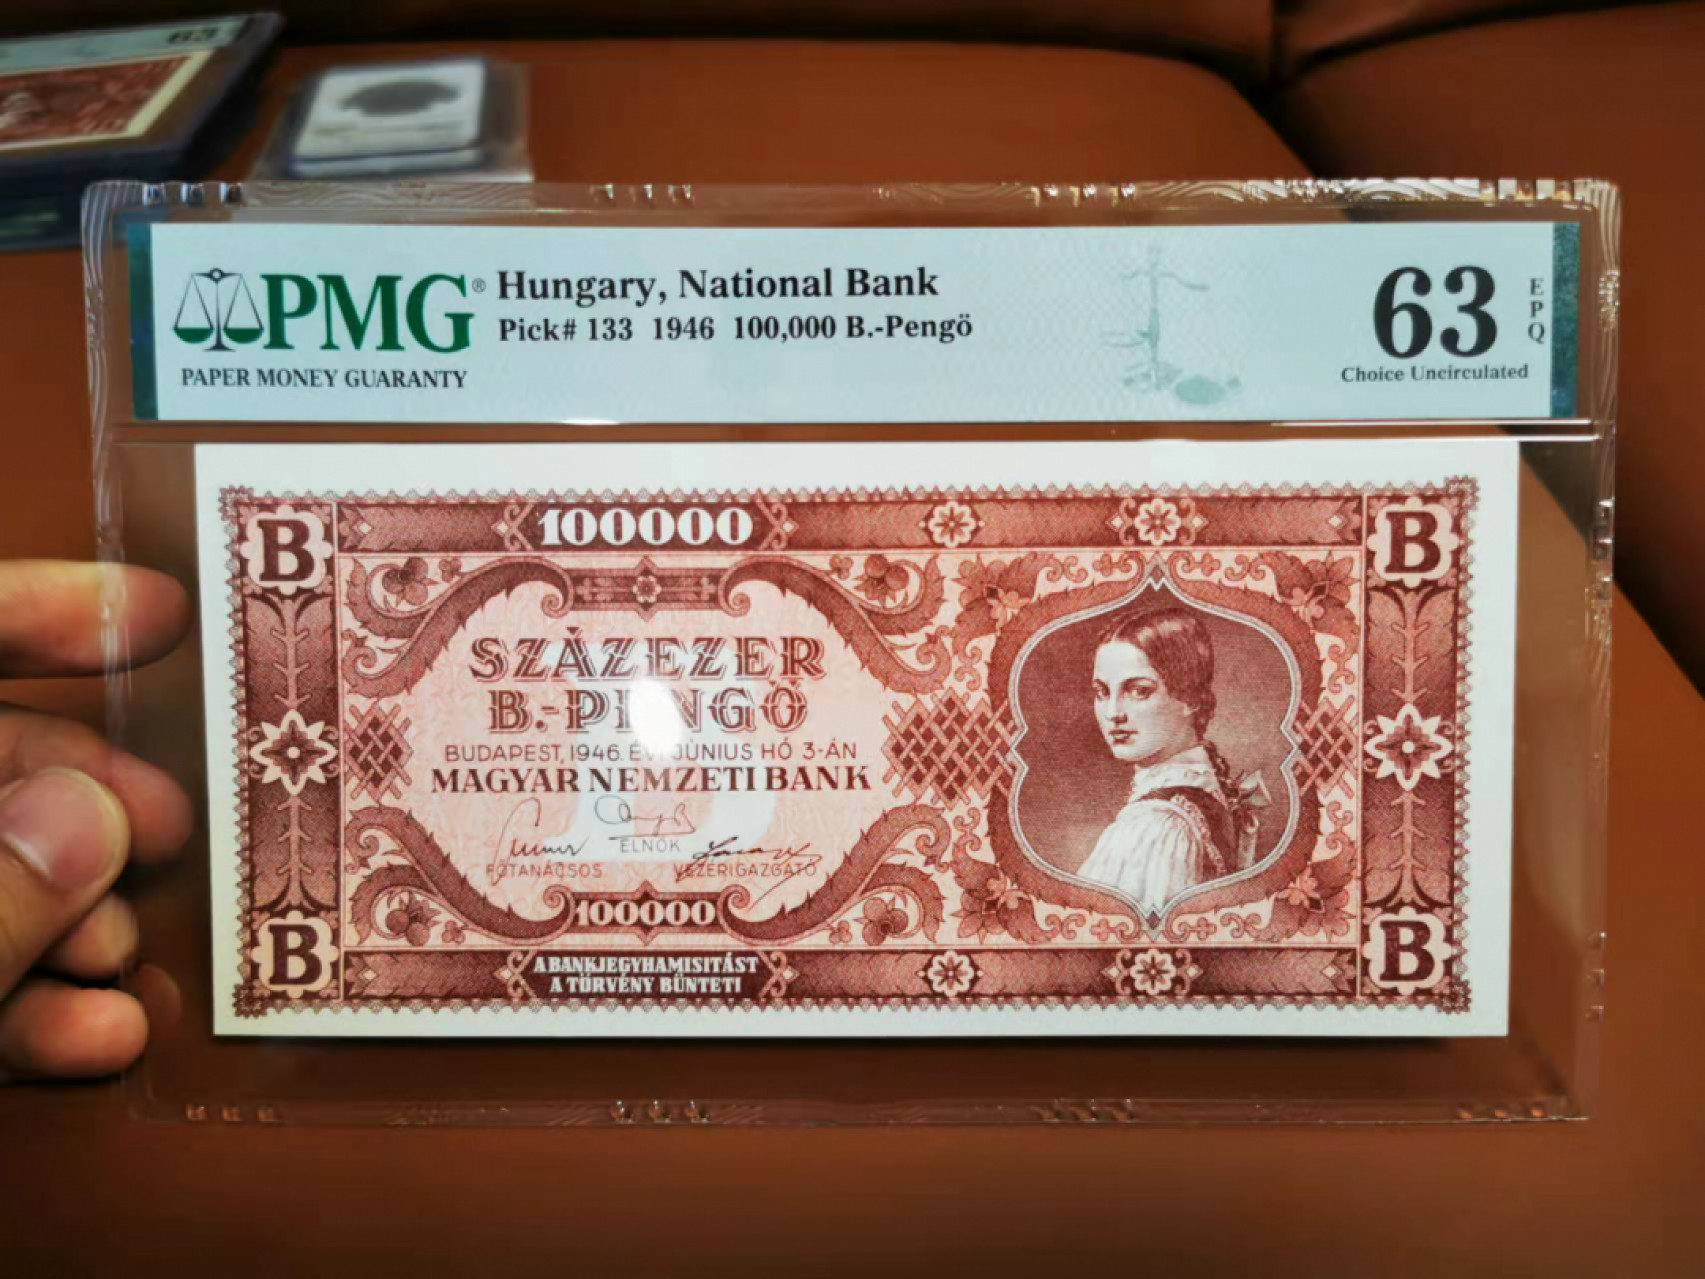 63
PMG®
PAPER MONEY GUARANTY
Hungary, National Bank
Pick# 133 1946 100,000 B.-Pengö
63
EPQ
Choice Uncirculated
B
100000
B
SZÁZEZER
B.-PENGŐ
BUDAPEST, 1946. ÉVI JÚNIUS HÓ 3-ÁN
MAGYAR NEMZETI BANK
ELNÖK
FŐTANÁCSOS
VEZÉRIGAZGATÓ
100000
B
A BANKJEGYHAMISITÁST
A TÖRVÉNY BÜNTETI
B